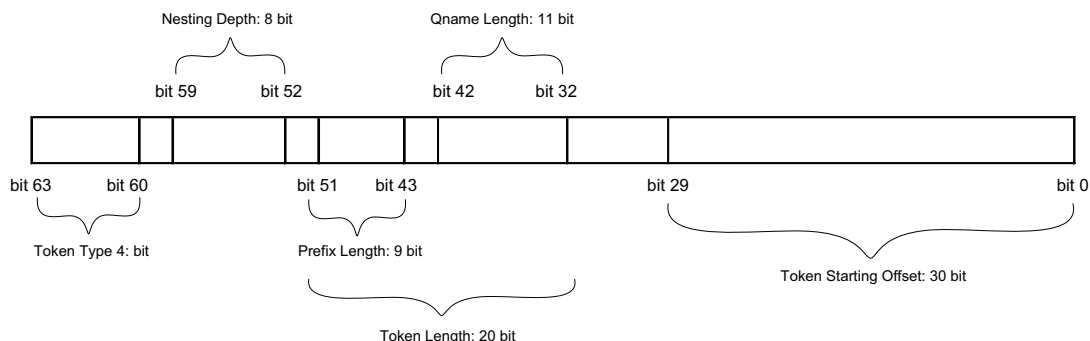 Nesting Depth: 8 bit
Qname Length: 11 bit
bit 59
bit 52
bit 42
bit 32
bit 63
bit 60
bit 51
bit 43
bit 29
bit 0
Token Type 4: bit
Prefix Length: 9 bit
Token Starting Offset: 30 bit
Token Length: 20 bit